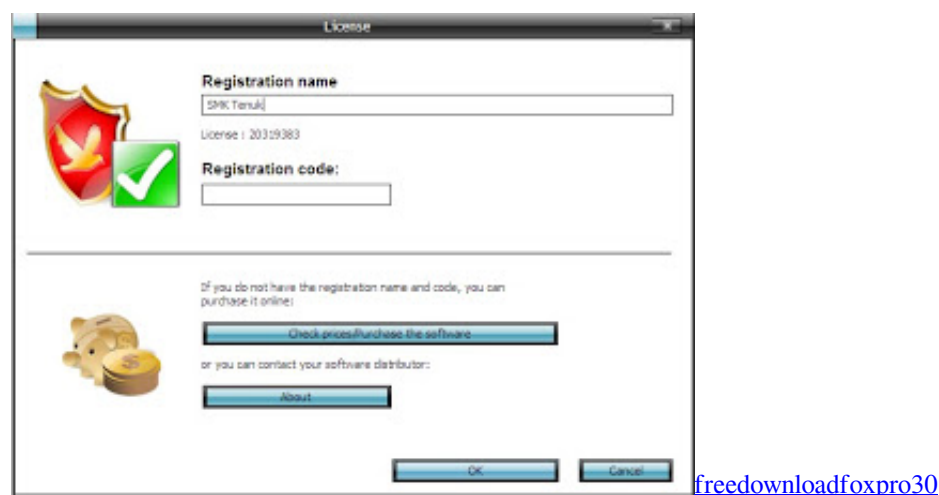 License
Registration name
SMK Tenuk
License : 20319383
Registration code:
If you do not have the registration name and code, you can
purchase it online:
Check prices/Purchase the software
or you can contact your software distributor:
About
OK
Cancel
freedownloadfoxpro30